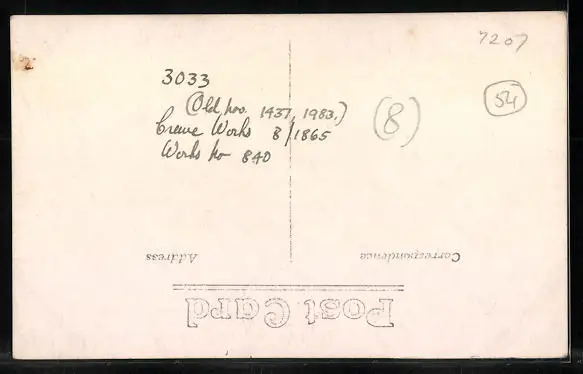 7207
3033
(Old nos. 1437, 1983.)
Crewe Works 8/1865
Works no 840
(8)
54
Correspondence
Address
Post Card